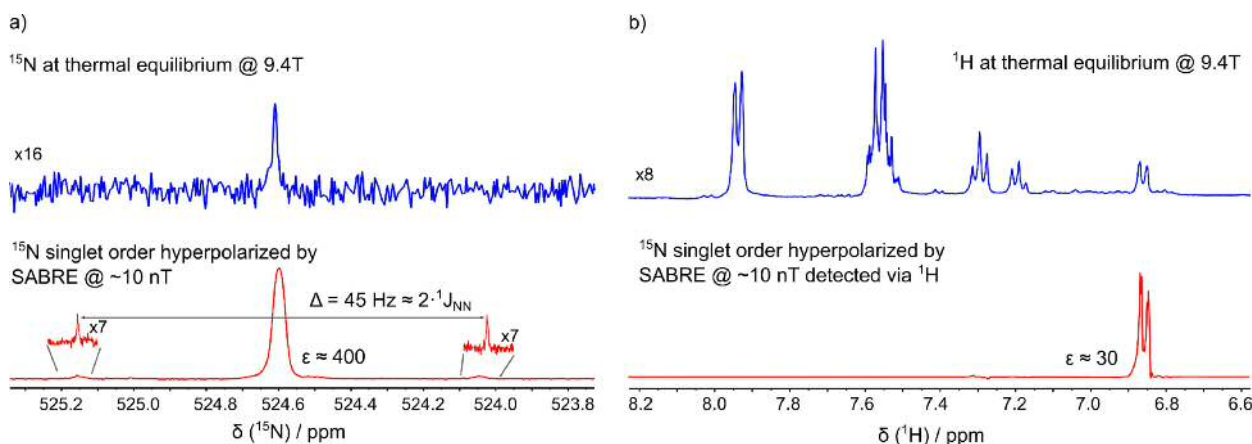 a)
¹⁵N at thermal equilibrium @ 9.4T
x16
¹⁵N singlet order hyperpolarized by
SABRE @ ~10 nT
Δ = 45 Hz ≈ 2·¹J_NN
x7
x7
ε ≈ 400
525.2 525.0 524.8 524.6 524.4 524.2 524.0 523.8
δ (¹⁵N) / ppm
b)
¹H at thermal equilibrium @ 9.4T
x8
¹⁵N singlet order hyperpolarized by
SABRE @ ~10 nT detected via ¹H
ε ≈ 30
8.2 8.0 7.8 7.6 7.4 7.2 7.0 6.8 6.6
δ (¹H) / ppm